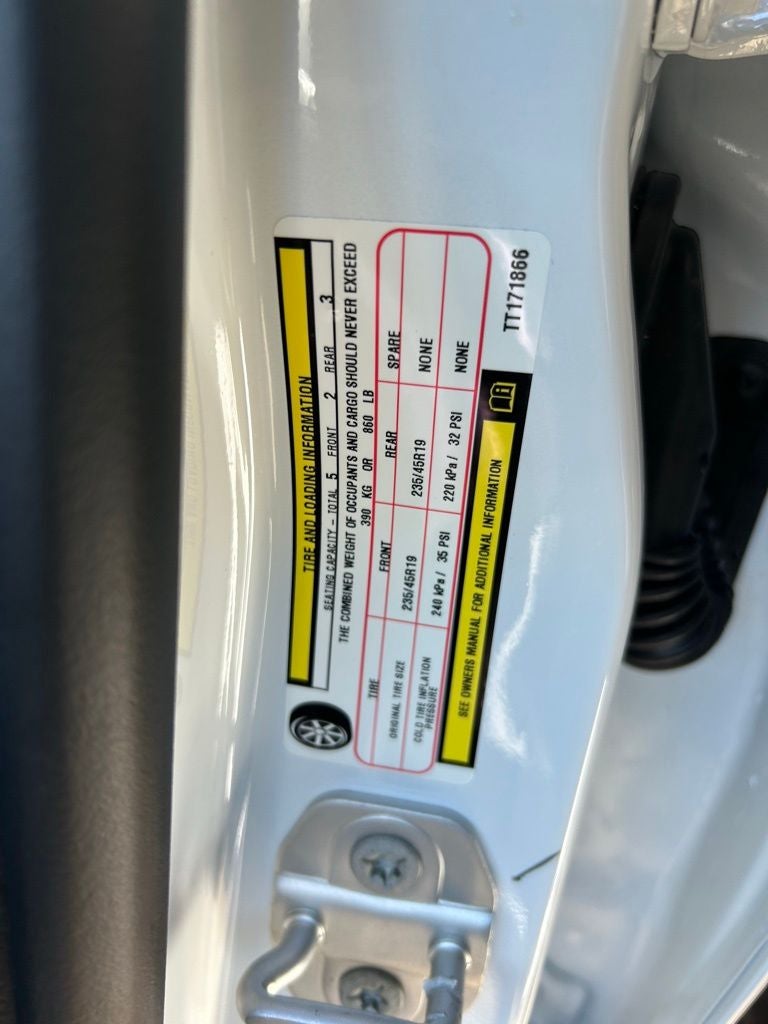 TIRE AND LOADING INFORMATION
SEATING CAPACITY – TOTAL 5 FRONT 2 REAR 3
THE COMBINED WEIGHT OF OCCUPANTS AND CARGO SHOULD NEVER EXCEED
390 KG OR 860 LB
TIRE FRONT REAR SPARE
ORIGINAL TIRE SIZE 235/45R19 235/45R19 NONE
COLD TIRE INFLATION PRESSURE 240 kPa / 35 PSI 220 kPa / 32 PSI NONE
SEE OWNERS MANUAL FOR ADDITIONAL INFORMATION
TT171866